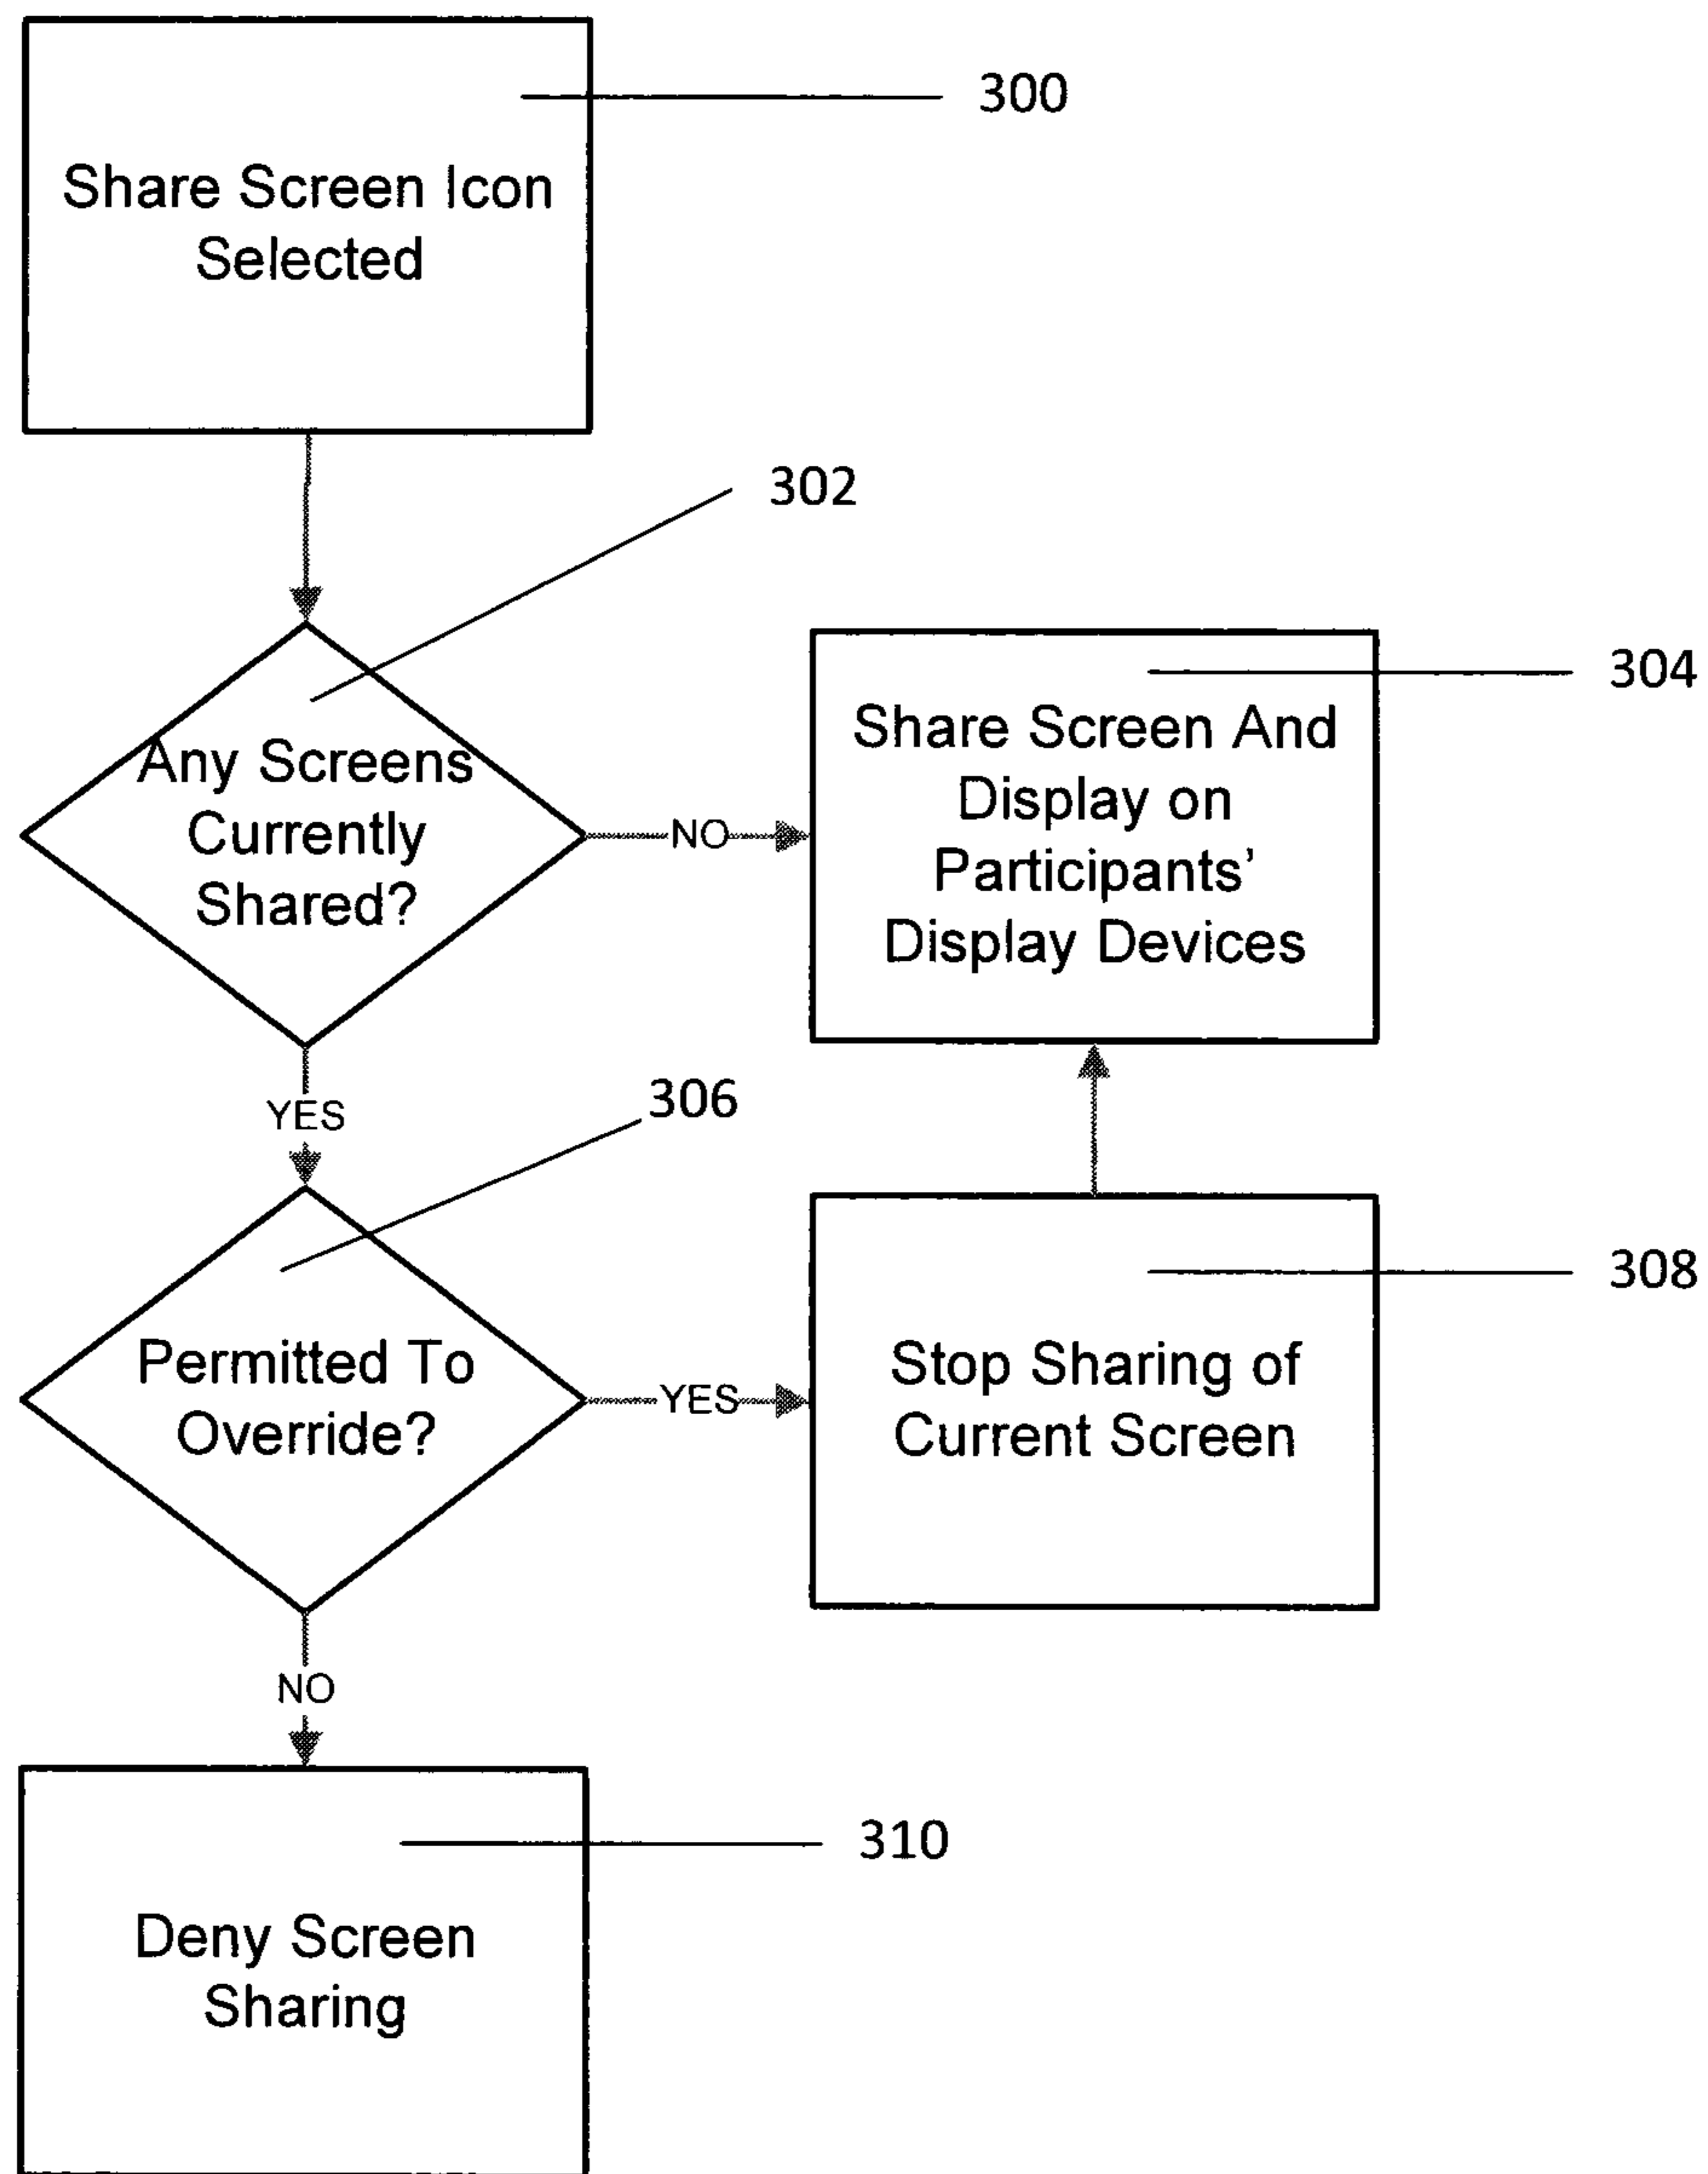 300
Share Screen Icon
Selected
302
Any Screens
Currently
Shared?
NO
304
Share Screen And
Display on
Participants’
Display Devices
YES
306
Permitted To
Override?
YES
308
Stop Sharing of
Current Screen
NO
310
Deny Screen
Sharing